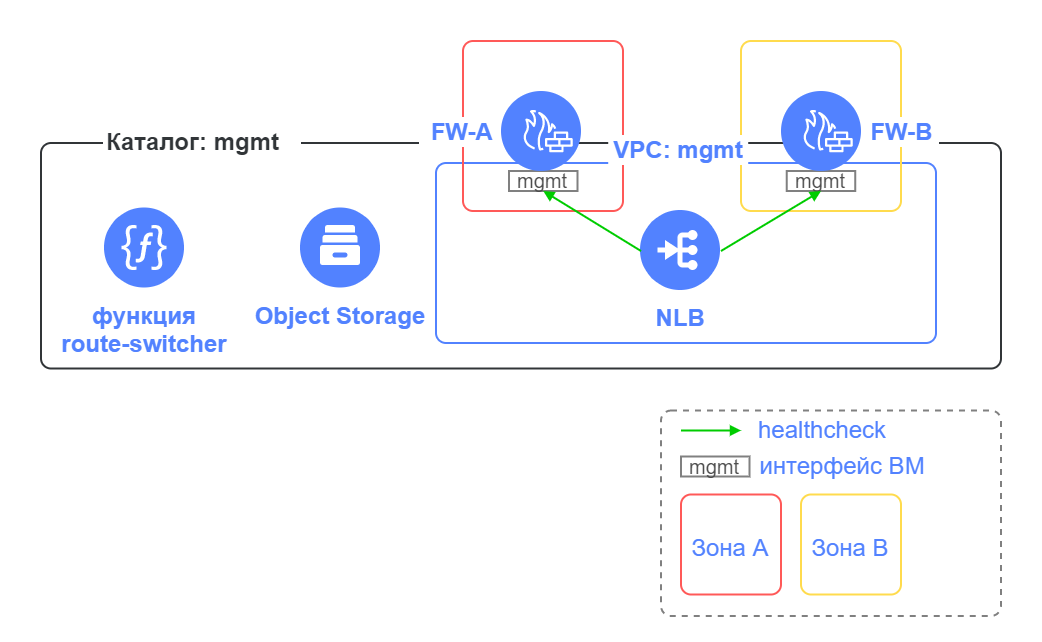 FW-A
FW-B
Каталог: mgmt
VPC: mgmt
mgmt
mgmt
функция
route-switcher
Object Storage
NLB
healthcheck
mgmt
интерфейс ВМ
Зона A
Зона B